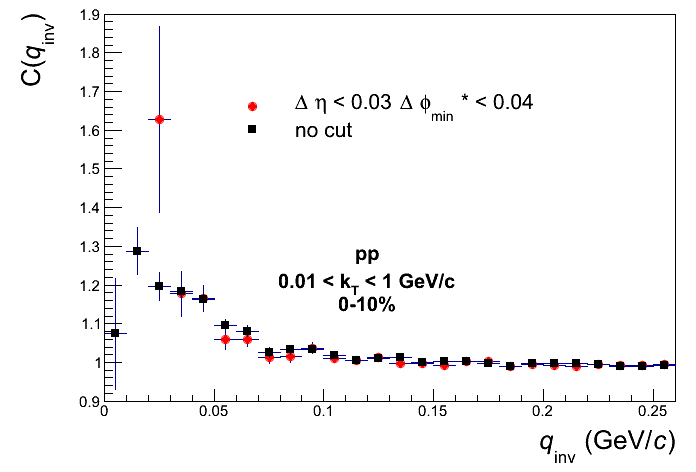 C(q_inv)
1.9
1.8
1.7
1.6
1.5
1.4
1.3
1.2
1.1
1
0.9
Δ η < 0.03 Δ ϕ_min * < 0.04
no cut
pp
0.01 < k_T < 1 GeV/c
0-10%
0 0.05 0.1 0.15 0.2 0.25
q_inv (GeV/c)